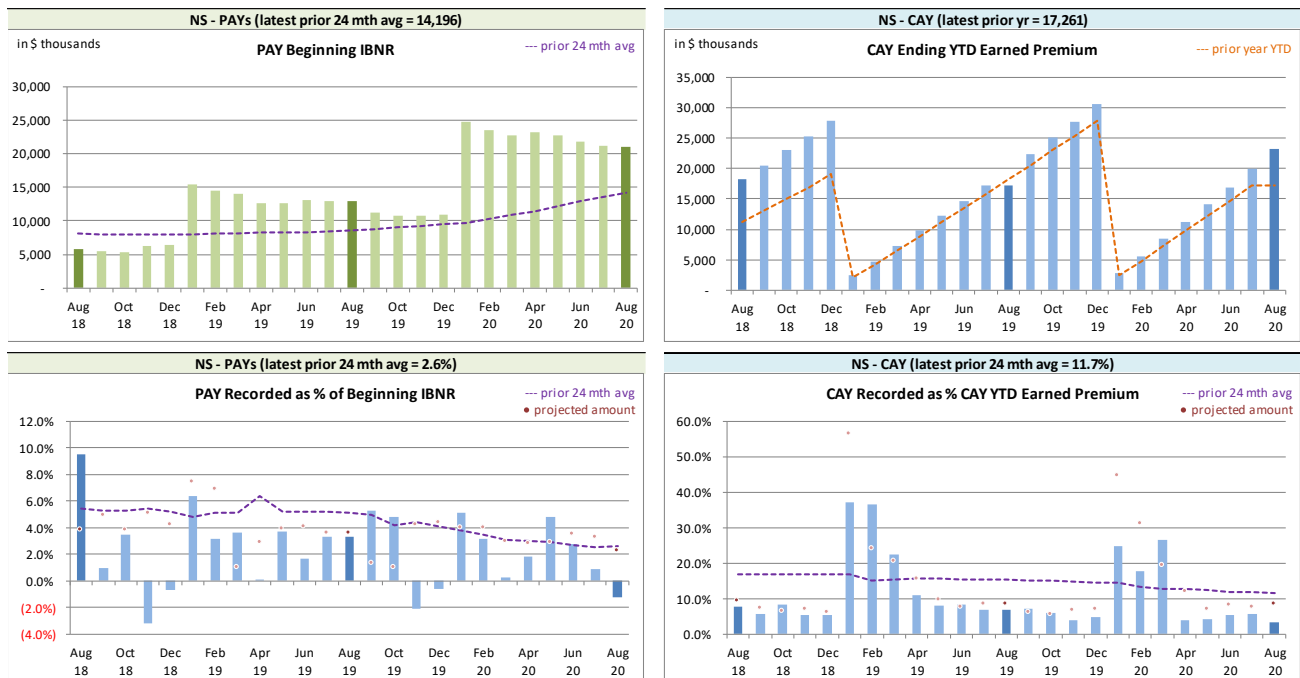 NS - PAYs (latest prior 24 mth avg = 14,196)
in $ thousands
PAY Beginning IBNR
--- prior 24 mth avg
30,000
25,000
20,000
15,000
10,000
5,000
-
Aug Oct Dec Feb Apr Jun Aug Oct Dec Feb Apr Jun Aug
18 18 18 19 19 19 19 19 19 20 20 20 20
NS - CAY (latest prior yr = 17,261)
in $ thousands
CAY Ending YTD Earned Premium
--- prior year YTD
35,000
30,000
25,000
20,000
15,000
10,000
5,000
-
Aug Oct Dec Feb Apr Jun Aug Oct Dec Feb Apr Jun Aug
18 18 18 19 19 19 19 19 19 20 20 20 20
NS - PAYs (latest prior 24 mth avg = 2.6%)
PAY Recorded as % of Beginning IBNR
--- prior 24 mth avg
• projected amount
12.0%
10.0%
8.0%
6.0%
4.0%
2.0%
0.0%
(2.0%)
(4.0%)
Aug Oct Dec Feb Apr Jun Aug Oct Dec Feb Apr Jun Aug
18 18 18 19 19 19 19 19 19 20 20 20 20
NS - CAY (latest prior 24 mth avg = 11.7%)
CAY Recorded as % CAY YTD Earned Premium
--- prior 24 mth avg
• projected amount
60.0%
50.0%
40.0%
30.0%
20.0%
10.0%
0.0%
Aug Oct Dec Feb Apr Jun Aug Oct Dec Feb Apr Jun Aug
18 18 18 19 19 19 19 19 19 20 20 20 20